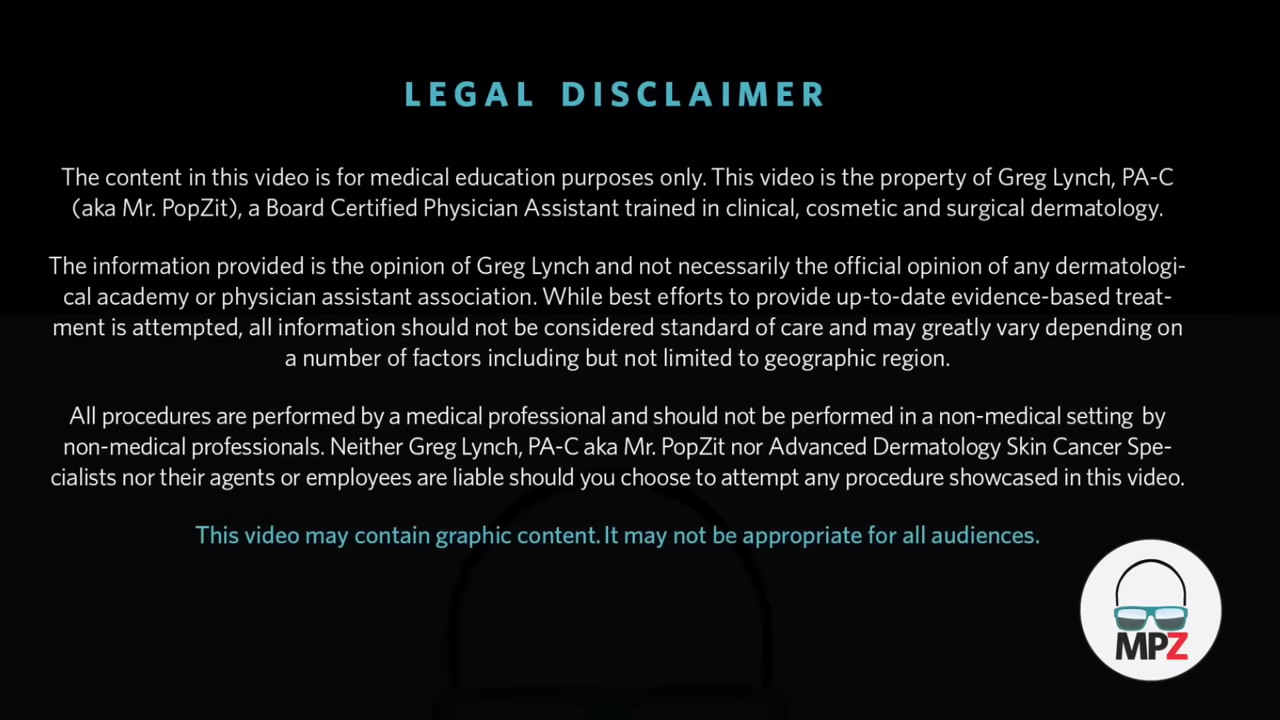 LEGAL DISCLAIMER
The content in this video is for medical education purposes only. This video is the property of Greg Lynch, PA-C
(aka Mr. PopZit), a Board Certified Physician Assistant trained in clinical, cosmetic and surgical dermatology.
The information provided is the opinion of Greg Lynch and not necessarily the official opinion of any dermatologi-
cal academy or physician assistant association. While best efforts to provide up-to-date evidence-based treat-
ment is attempted, all information should not be considered standard of care and may greatly vary depending on
a number of factors including but not limited to geographic region.
All procedures are performed by a medical professional and should not be performed in a non-medical setting by
non-medical professionals. Neither Greg Lynch, PA-C aka Mr. PopZit nor Advanced Dermatology Skin Cancer Spe-
cialists nor their agents or employees are liable should you choose to attempt any procedure showcased in this video.
This video may contain graphic content. It may not be appropriate for all audiences.
MPZ